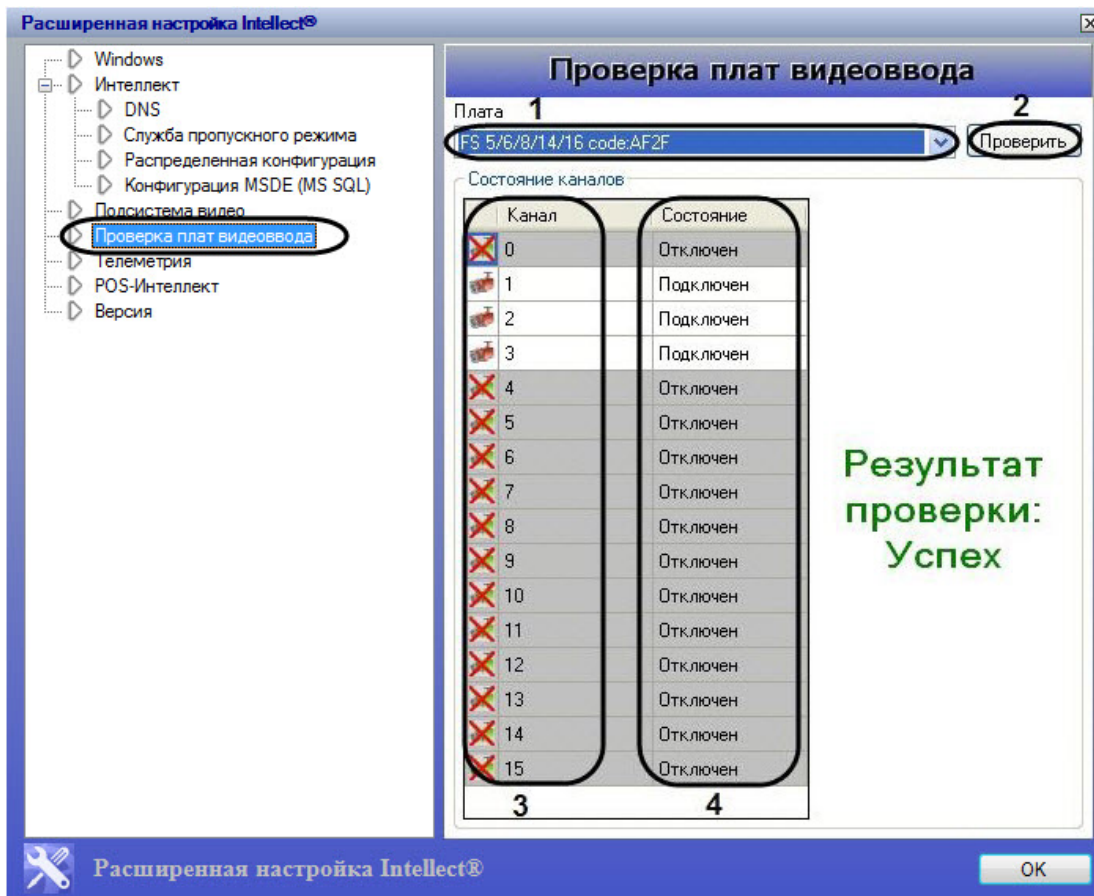 Расширенная настройка Intellect®
Windows
Интеллект
DNS
Служба пропускного режима
Распределенная конфигурация
Конфигурация MSDE (MS SQL)
Подсистема видео
Проверка плат видеоввода
Телеметрия
POS-Интеллект
Версия
Проверка плат видеоввода
Плата 1 2
FS 5/6/8/14/16 code:AF2F Проверить
Состояние каналов
Канал Состояние
0 Отключен
1 Подключен
2 Подключен
3 Подключен
4 Отключен
5 Отключен
6 Отключен
7 Отключен
8 Отключен
9 Отключен
10 Отключен
11 Отключен
12 Отключен
13 Отключен
14 Отключен
15 Отключен
3 4
Результат
проверки:
Успех
Расширенная настройка Intellect®
OK